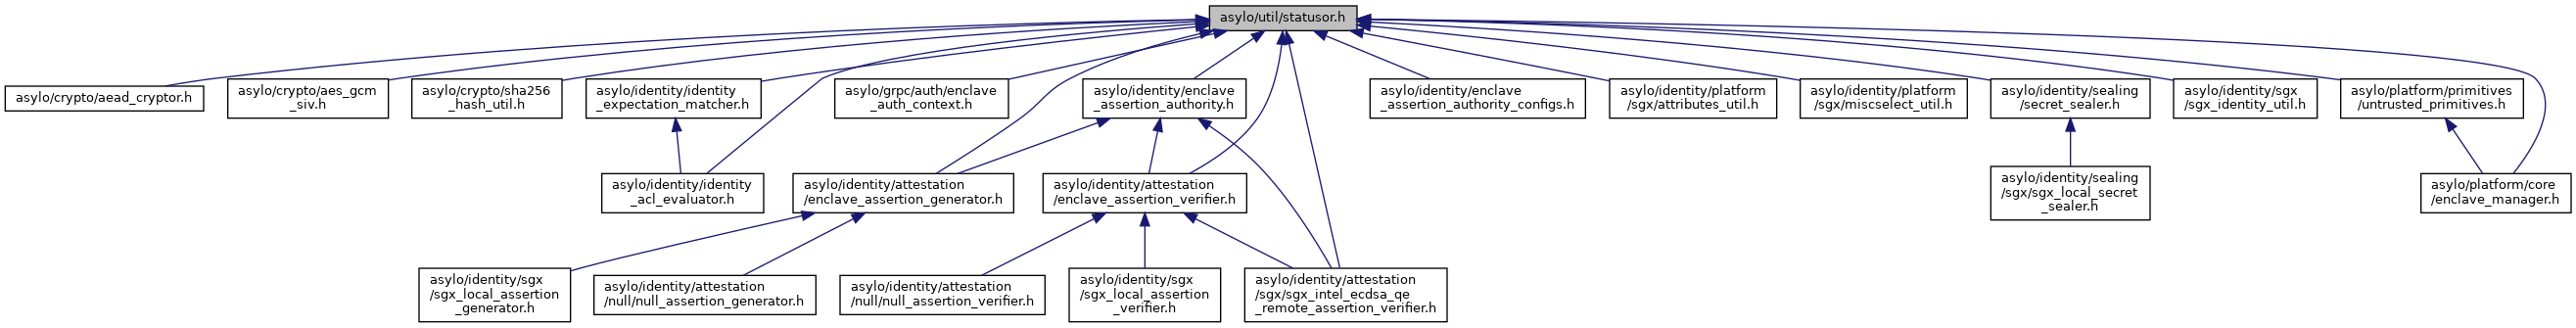 asylo/util/statusor.h
asylo/crypto/aead_cryptor.h
asylo/crypto/aes_gcm
_siv.h
asylo/crypto/sha256
_hash_util.h
asylo/identity/identity
_expectation_matcher.h
asylo/grpc/auth/enclave
_auth_context.h
asylo/identity/enclave
_assertion_authority.h
asylo/identity/enclave
_assertion_authority_configs.h
asylo/identity/platform
/sgx/attributes_util.h
asylo/identity/platform
/sgx/miscselect_util.h
asylo/identity/sealing
/secret_sealer.h
asylo/identity/sgx
/sgx_identity_util.h
asylo/platform/primitives
/untrusted_primitives.h
asylo/identity/identity
_acl_evaluator.h
asylo/identity/attestation
/enclave_assertion_generator.h
asylo/identity/attestation
/enclave_assertion_verifier.h
asylo/identity/sealing
/sgx/sgx_local_secret
_sealer.h
asylo/platform/core
/enclave_manager.h
asylo/identity/sgx
/sgx_local_assertion
_generator.h
asylo/identity/attestation
/null/null_assertion_generator.h
asylo/identity/attestation
/null/null_assertion_verifier.h
asylo/identity/sgx
/sgx_local_assertion
_verifier.h
asylo/identity/attestation
/sgx/sgx_intel_ecdsa_qe
_remote_assertion_verifier.h